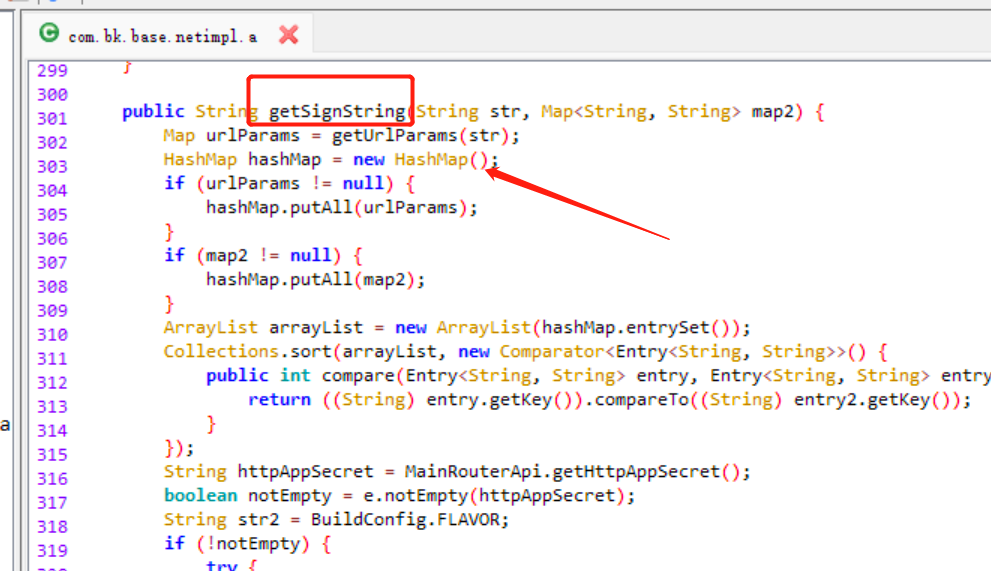 com.bk.base.netimpl.a
299 }
300
301 public String getSignString(String str, Map<String, String> map2) {
302 Map urlParams = getUrlParams(str);
303 HashMap hashMap = new HashMap();
304 if (urlParams != null) {
305 hashMap.putAll(urlParams);
306 }
307 if (map2 != null) {
308 hashMap.putAll(map2);
309 }
310 ArrayList arrayList = new ArrayList(hashMap.entrySet());
311 Collections.sort(arrayList, new Comparator<Entry<String, String>>() {
312 public int compare(Entry<String, String> entry, Entry<String, String> entry
313 return ((String) entry.getKey()).compareTo((String) entry2.getKey());
a
314 }
315 });
316 String httpAppSecret = MainRouterApi.getHttpAppSecret();
317 boolean notEmpty = e.notEmpty(httpAppSecret);
318 String str2 = BuildConfig.FLAVOR;
319 if (!notEmpty) {
try {